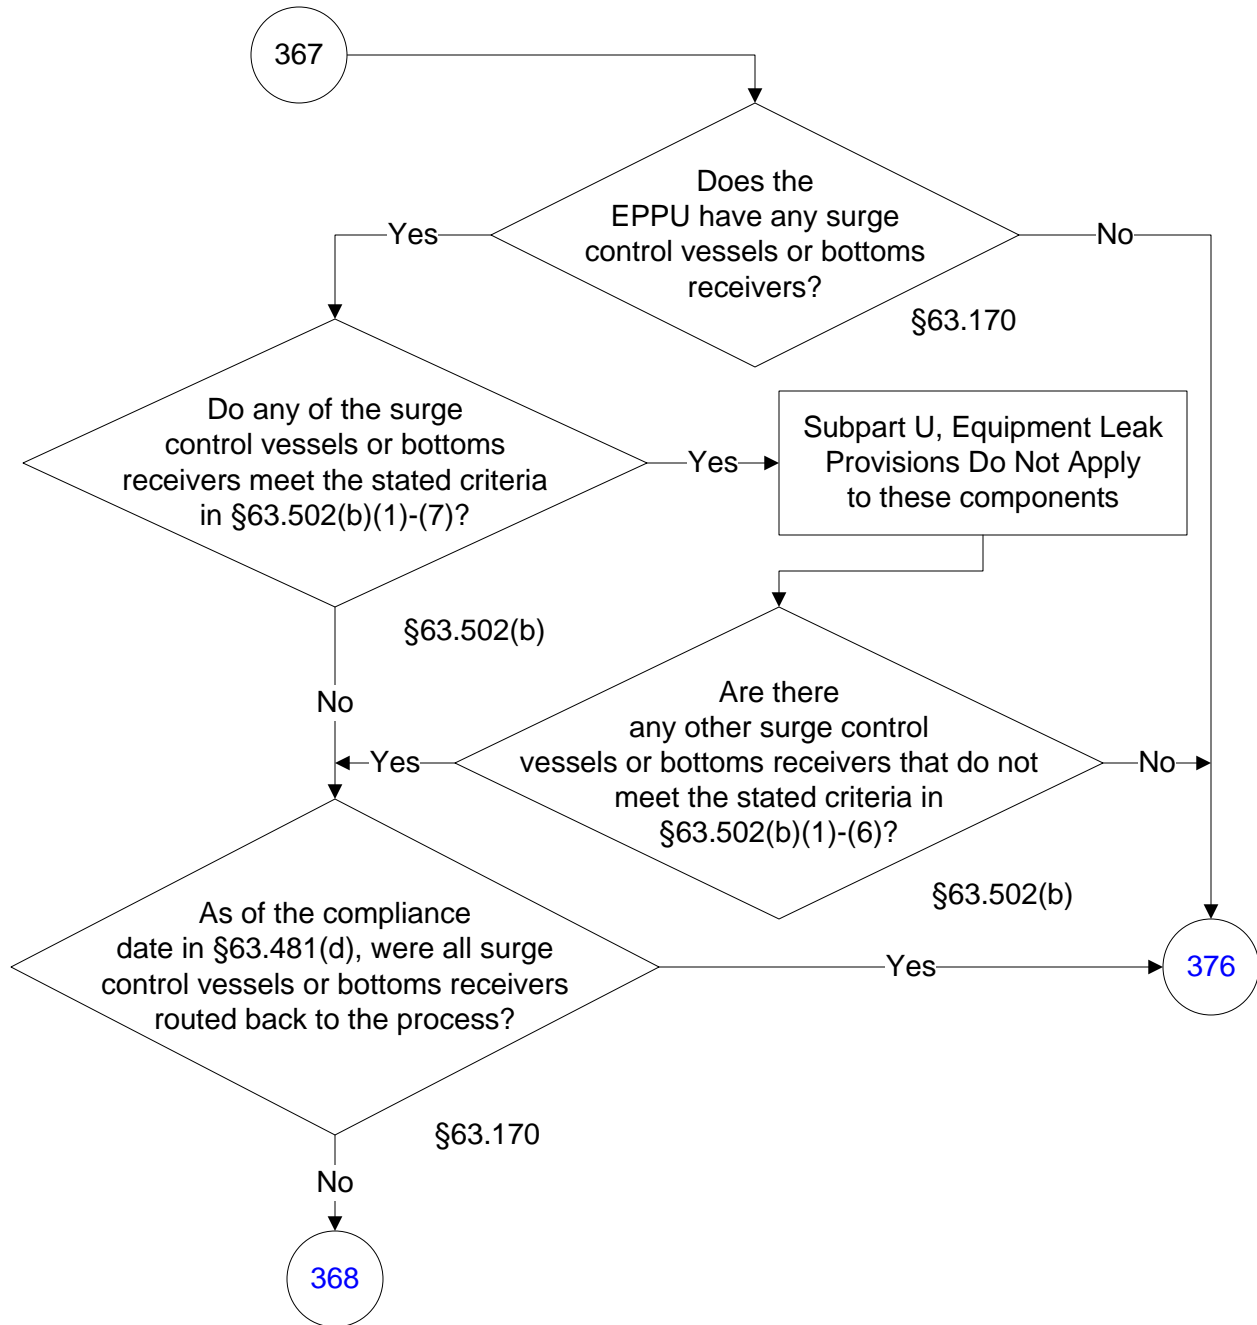 367
Does the
EPPU have any surge
control vessels or bottoms
receivers?
Yes
No
§63.170
Do any of the surge
control vessels or bottoms
receivers meet the stated criteria
in §63.502(b)(1)-(7)?
Yes
Subpart U, Equipment Leak
Provisions Do Not Apply
to these components
§63.502(b)
No
Are there
any other surge control
vessels or bottoms receivers that do not
meet the stated criteria in
§63.502(b)(1)-(6)?
Yes
No
§63.502(b)
As of the compliance
date in §63.481(d), were all surge
control vessels or bottoms receivers
routed back to the process?
Yes
376
§63.170
No
368